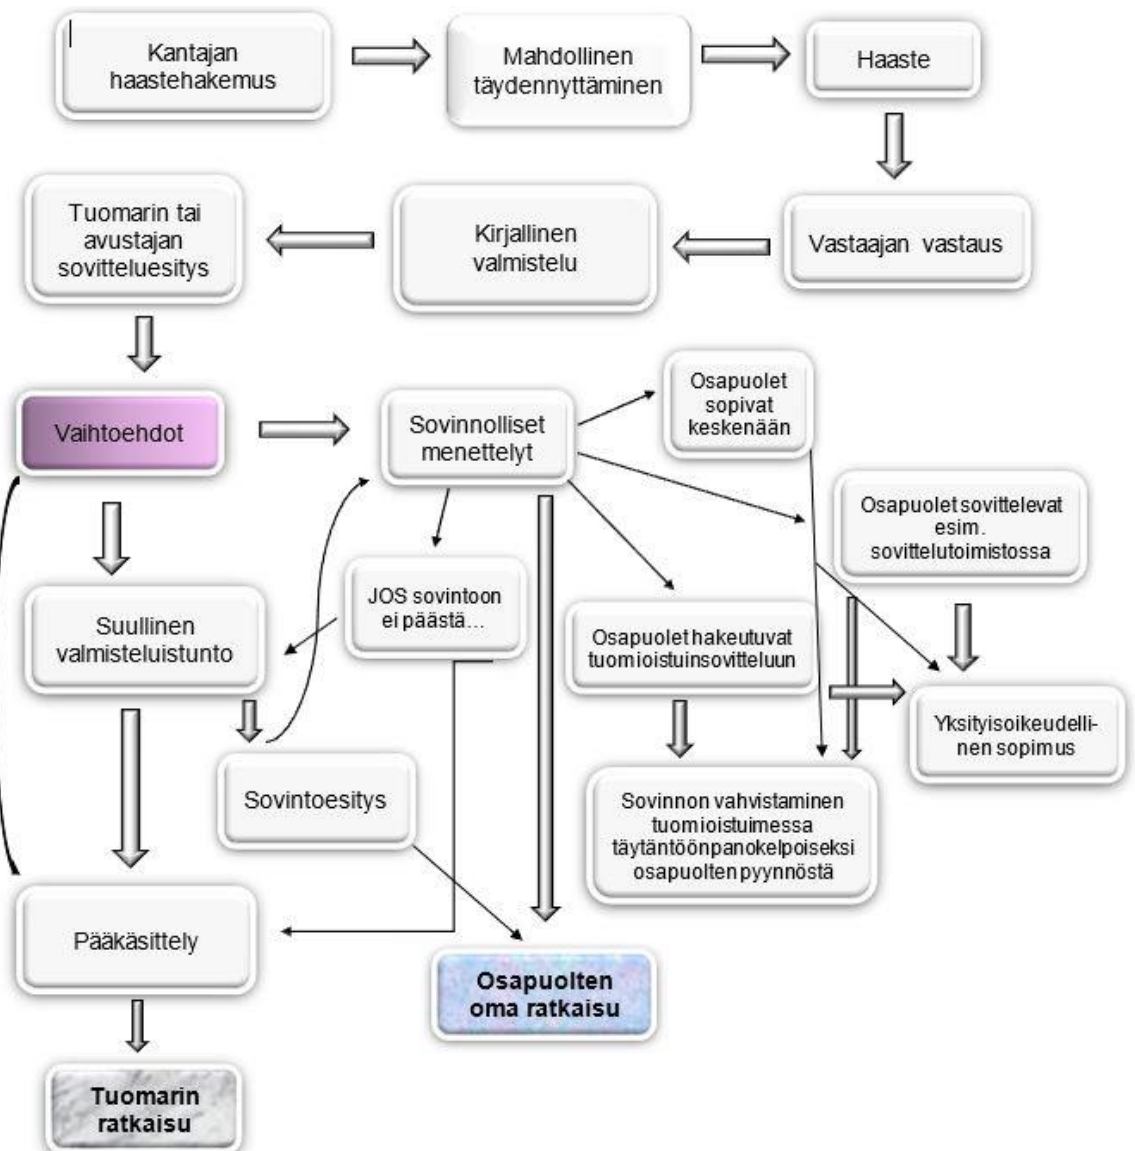 Kantajan
haastehakemus
Mahdollinen
täydennyttäminen
Haaste
Tuomarin tai
avustajan
sovitteluesitys
Kirjallinen
valmistelu
Vastaajan vastaus
Vaihtoehdot
Sovinnolliset
menettelyt
Osapuolet
sopivat
keskenään
Osapuolet sovittelevat
esim.
sovittelutoimistossa
Suullinen
valmisteluistunto
JOS sovintoon
ei päästä...
Osapuolet hakeutuvat
tuomioistuinsovitteluun
Yksityisoikeudelli-
nen sopimus
Sovintoesitys
Sovinnon vahvistaminen
tuomioistuimessa
täytäntöönpanokelpoiseksi
osapuolten pyynnöstä
Pääkäsittely
Osapuolten
oma ratkaisu
Tuomarin
ratkaisu